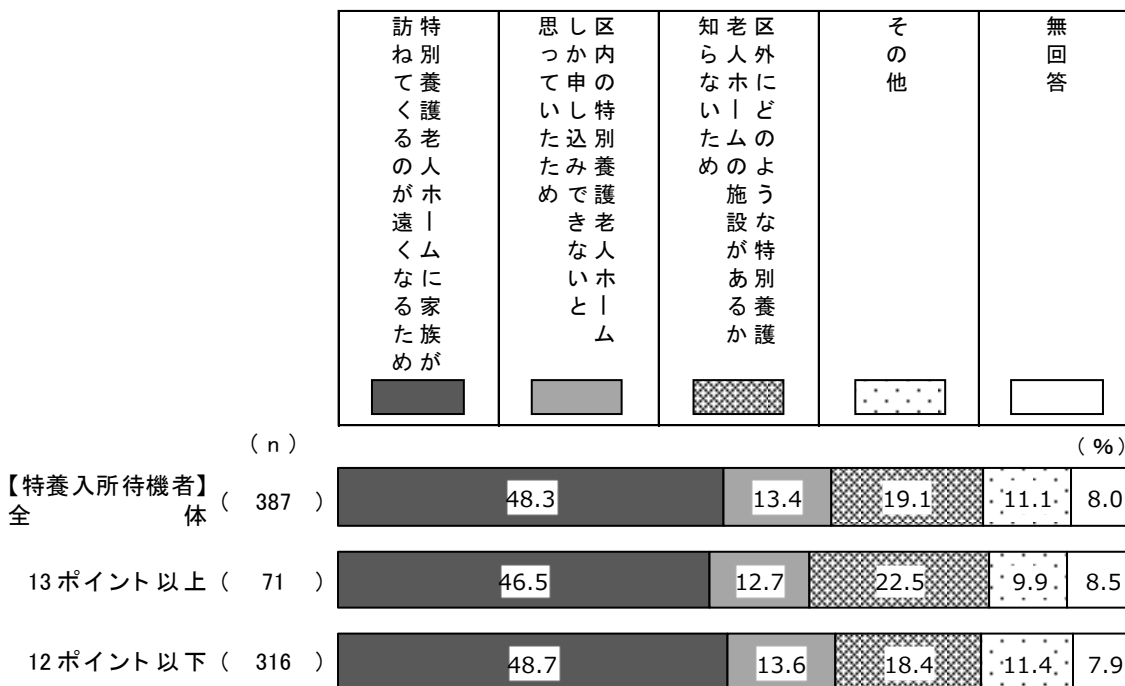 特別養護老人ホームに家族が
訪ねてくるのが遠くなるため
区内の特別養護老人ホーム
しか申し込みできないと
思っていたため
区外にどのような特別養護
老人ホームの施設があるか
知らないため
その他
無回答
(n)
(%)
【特養入所待機者】
全体 ( 387 ) 48.3 13.4 19.1 11.1 8.0
13ポイント以上 ( 71 ) 46.5 12.7 22.5 9.9 8.5
12ポイント以下 ( 316 ) 48.7 13.6 18.4 11.4 7.9